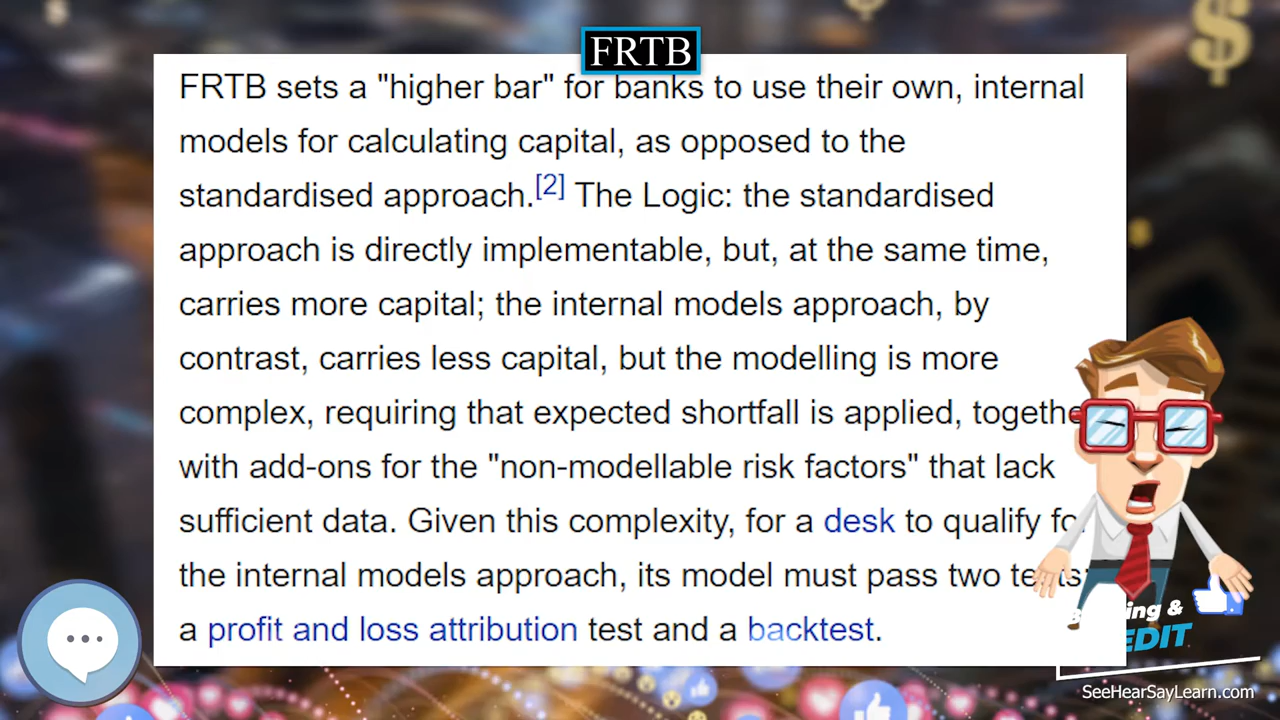 FRTB
FRTB sets a "higher bar" for banks to use their own, internal
models for calculating capital, as opposed to the
standardised approach.[2] The Logic: the standardised
approach is directly implementable, but, at the same time,
carries more capital; the internal models approach, by
contrast, carries less capital, but the modelling is more
complex, requiring that expected shortfall is applied,
with add-ons for the "non-modellable risk factors" that lack
sufficient data. Given this complexity, for a desk to qualify
the internal models approach, its model must pass two
a profit and loss attribution test and a backtest.
&
SeeHearSayLearn.com